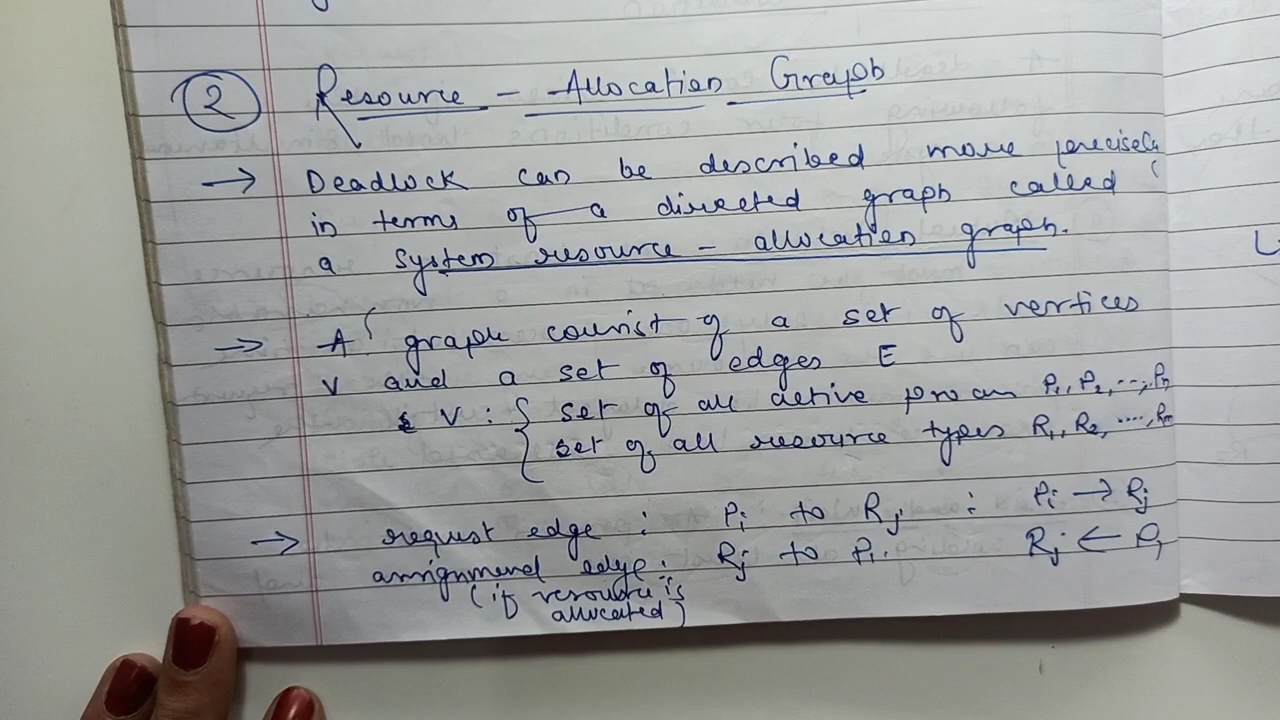 2 Resource - Allocation Graph
→ Deadlock can be described more precisely
in terms of a directed graph called
a system resource - allocation graph.
→ A graph consist of a set of vertices
V and a set of edges E
V : { set of all active P₁, P₂, ..., Pₙ
set of all resource types R₁, R₂, ...., Rₘ
→ request edge : Pᵢ to Rⱼ : Pᵢ → Rⱼ
assignment edge : Rⱼ to Pᵢ. Rⱼ ← Pᵢ
(if resource is
allocated)